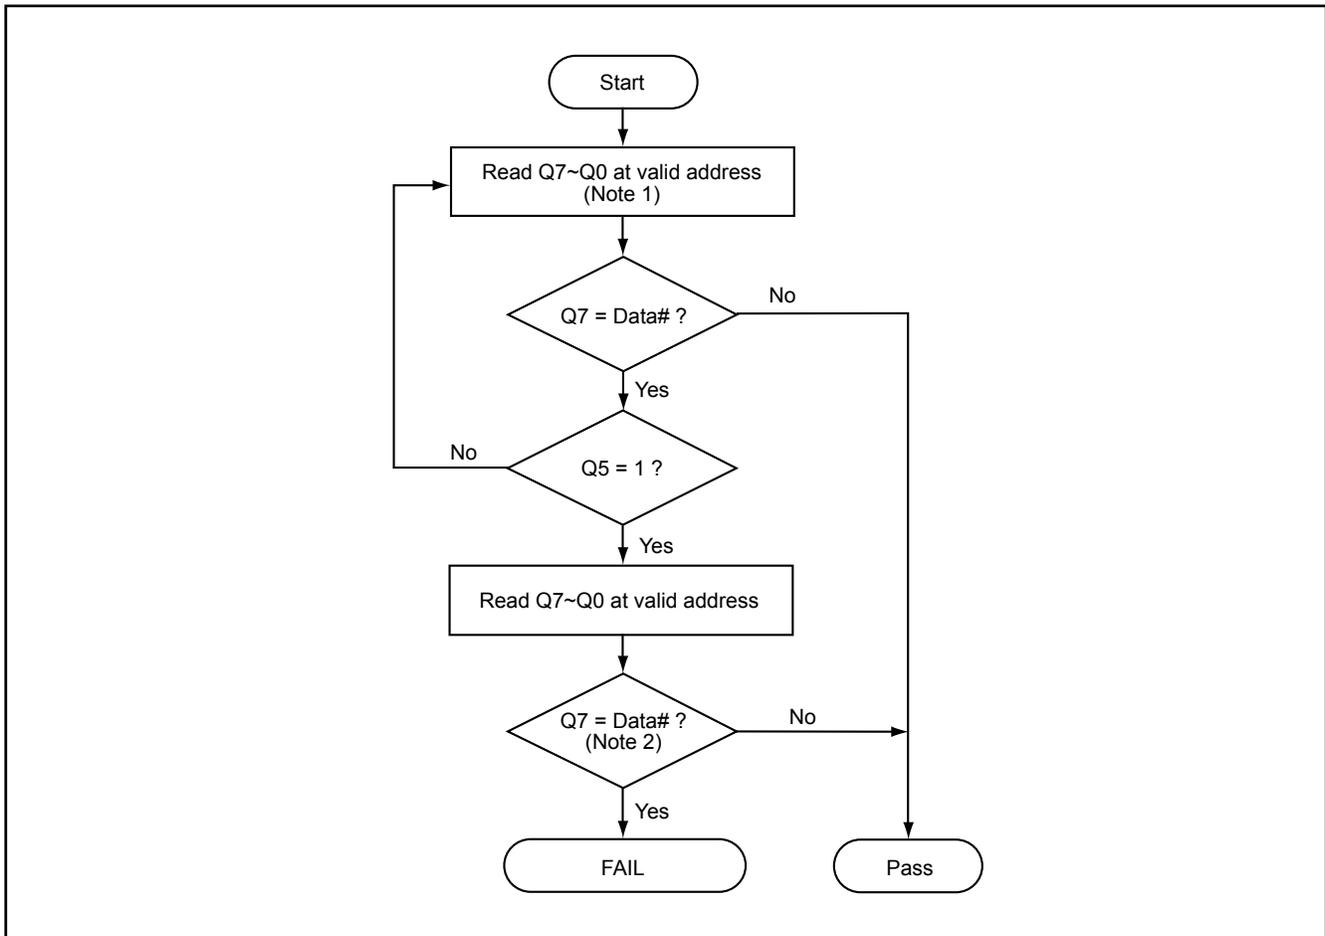 Start
Read Q7~Q0 at valid address
(Note 1)
No
Q7 = Data# ?
Yes
No
Q5 = 1 ?
Yes
Read Q7~Q0 at valid address
No
Q7 = Data# ?
(Note 2)
Yes
FAIL
Pass